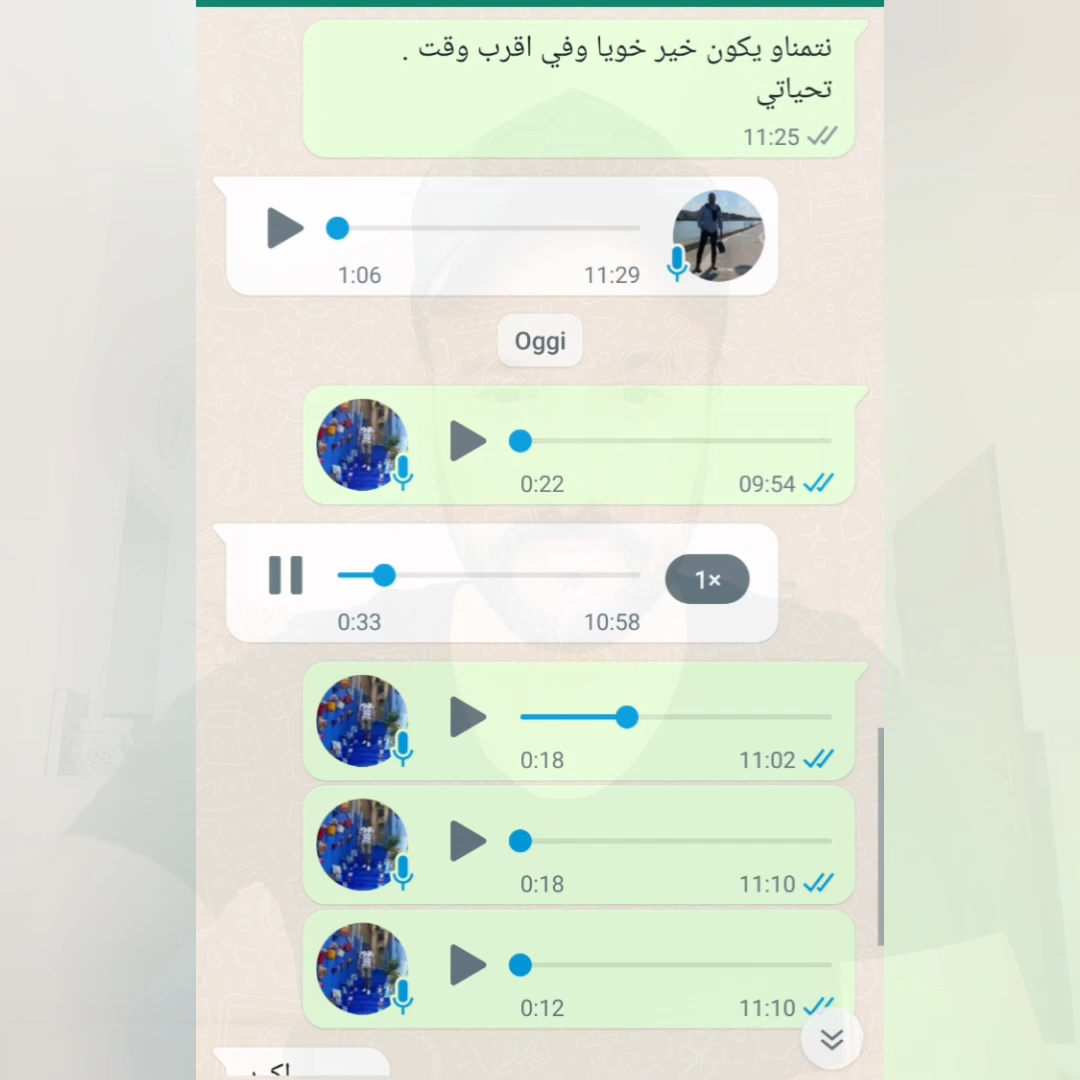 نتمناو يكون خير خويا وفي اقرب وقت .
تحياتي
11:25
1:06 11:29
Oggi
0:22 09:54
1×
0:33 10:58
0:18 11:02
0:18 11:10
0:12 11:10